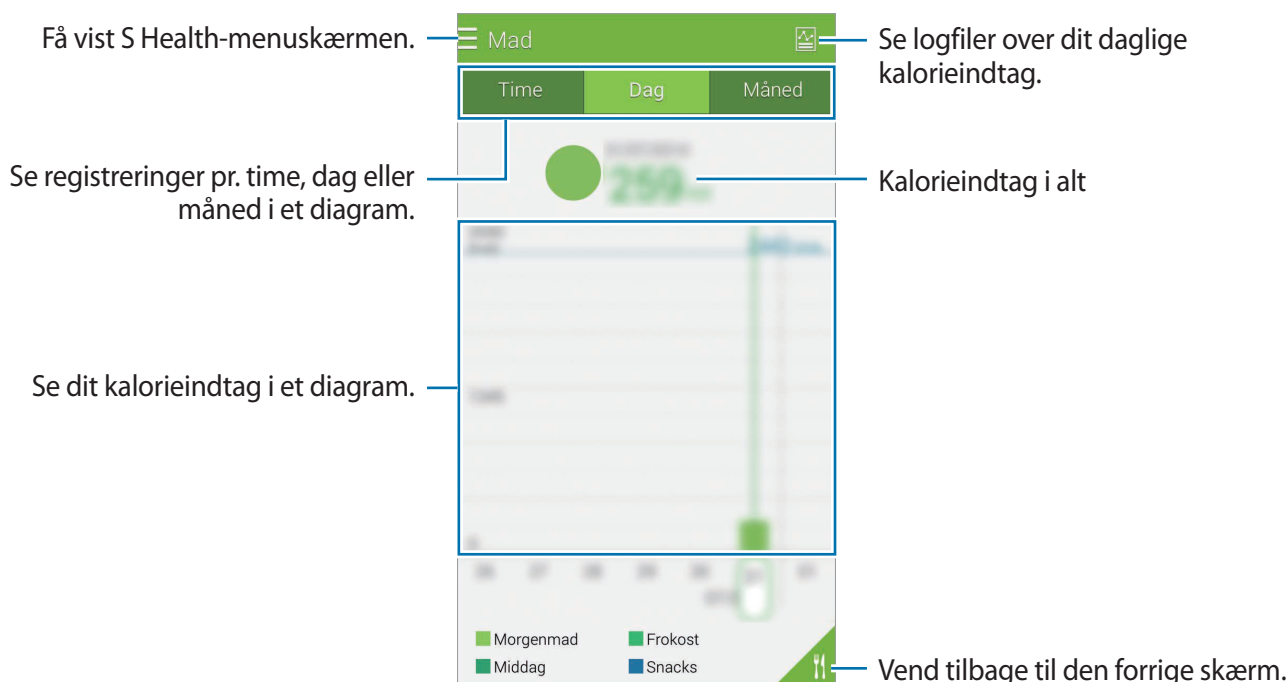 Få vist S Health-menuskærmen.
Mad
Se logfiler over dit daglige
kalorieindtag.
Time
Dag
Måned
Se registreringer pr. time, dag eller
måned i et diagram.
259
Kalorieindtag i alt
Se dit kalorieindtag i et diagram.
Morgenmad
Frokost
Middag
Snacks
Vend tilbage til den forrige skærm.